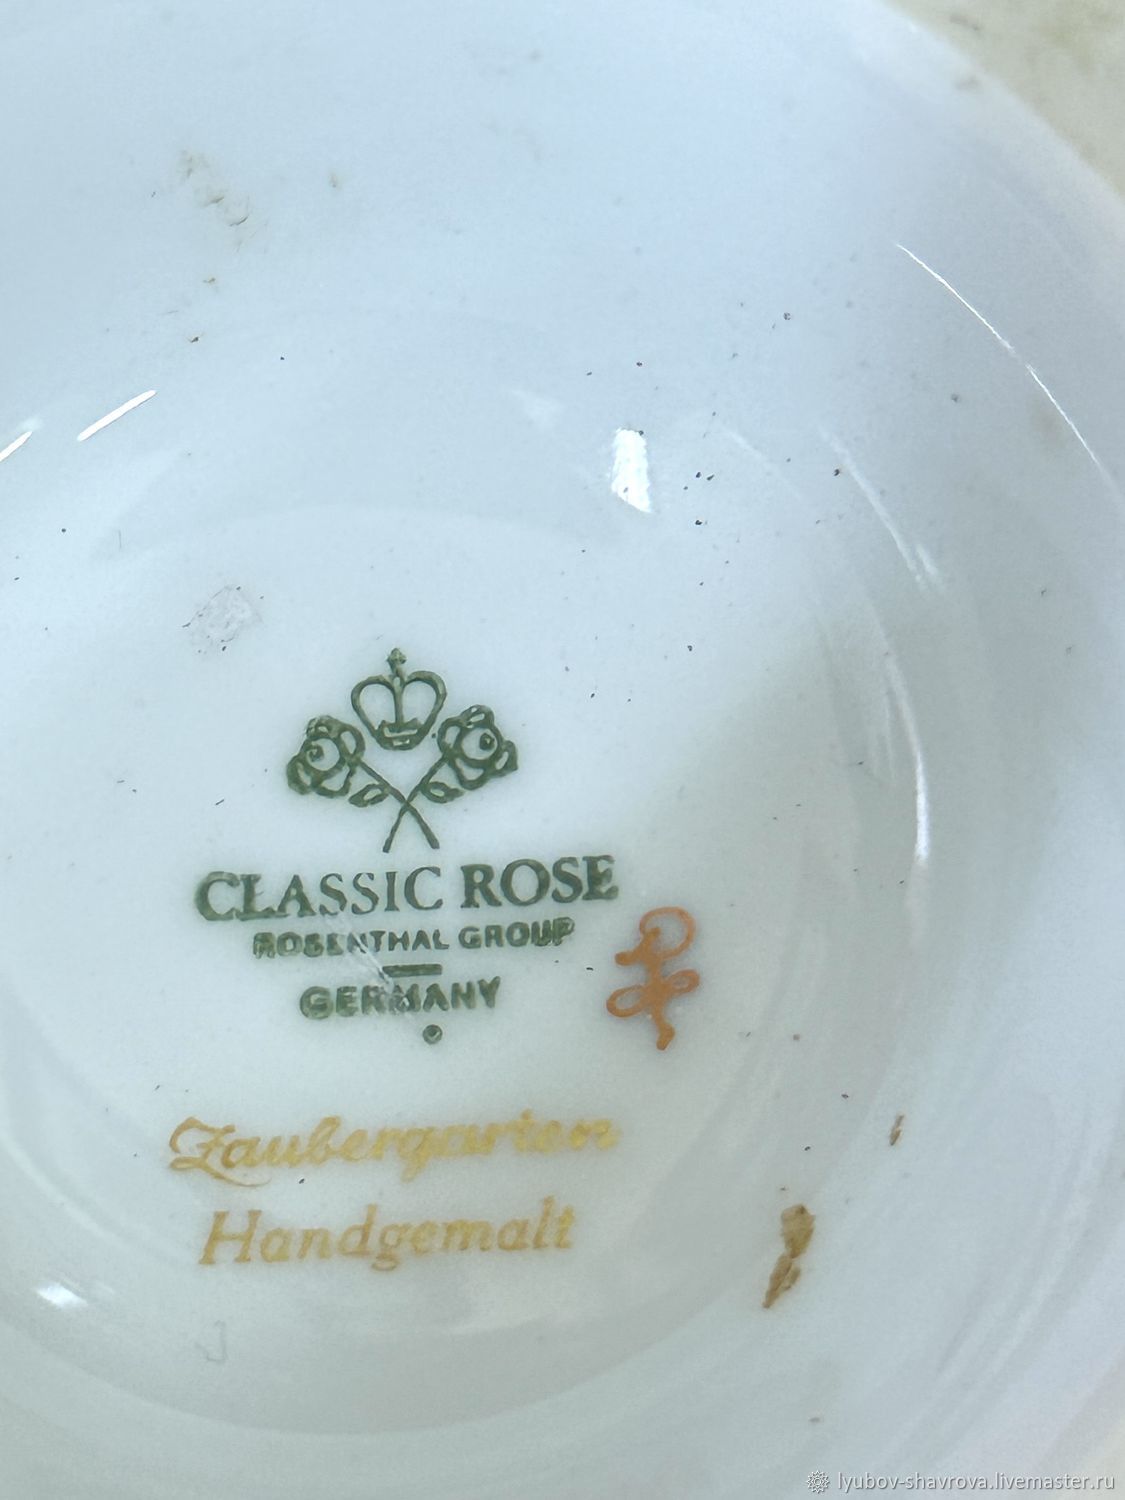 CLASSIC ROSE
ROSENTHAL GROUP
GERMANY
Zaubergarten
Handgemalt
lyubov-shavrova.livemaster.ru